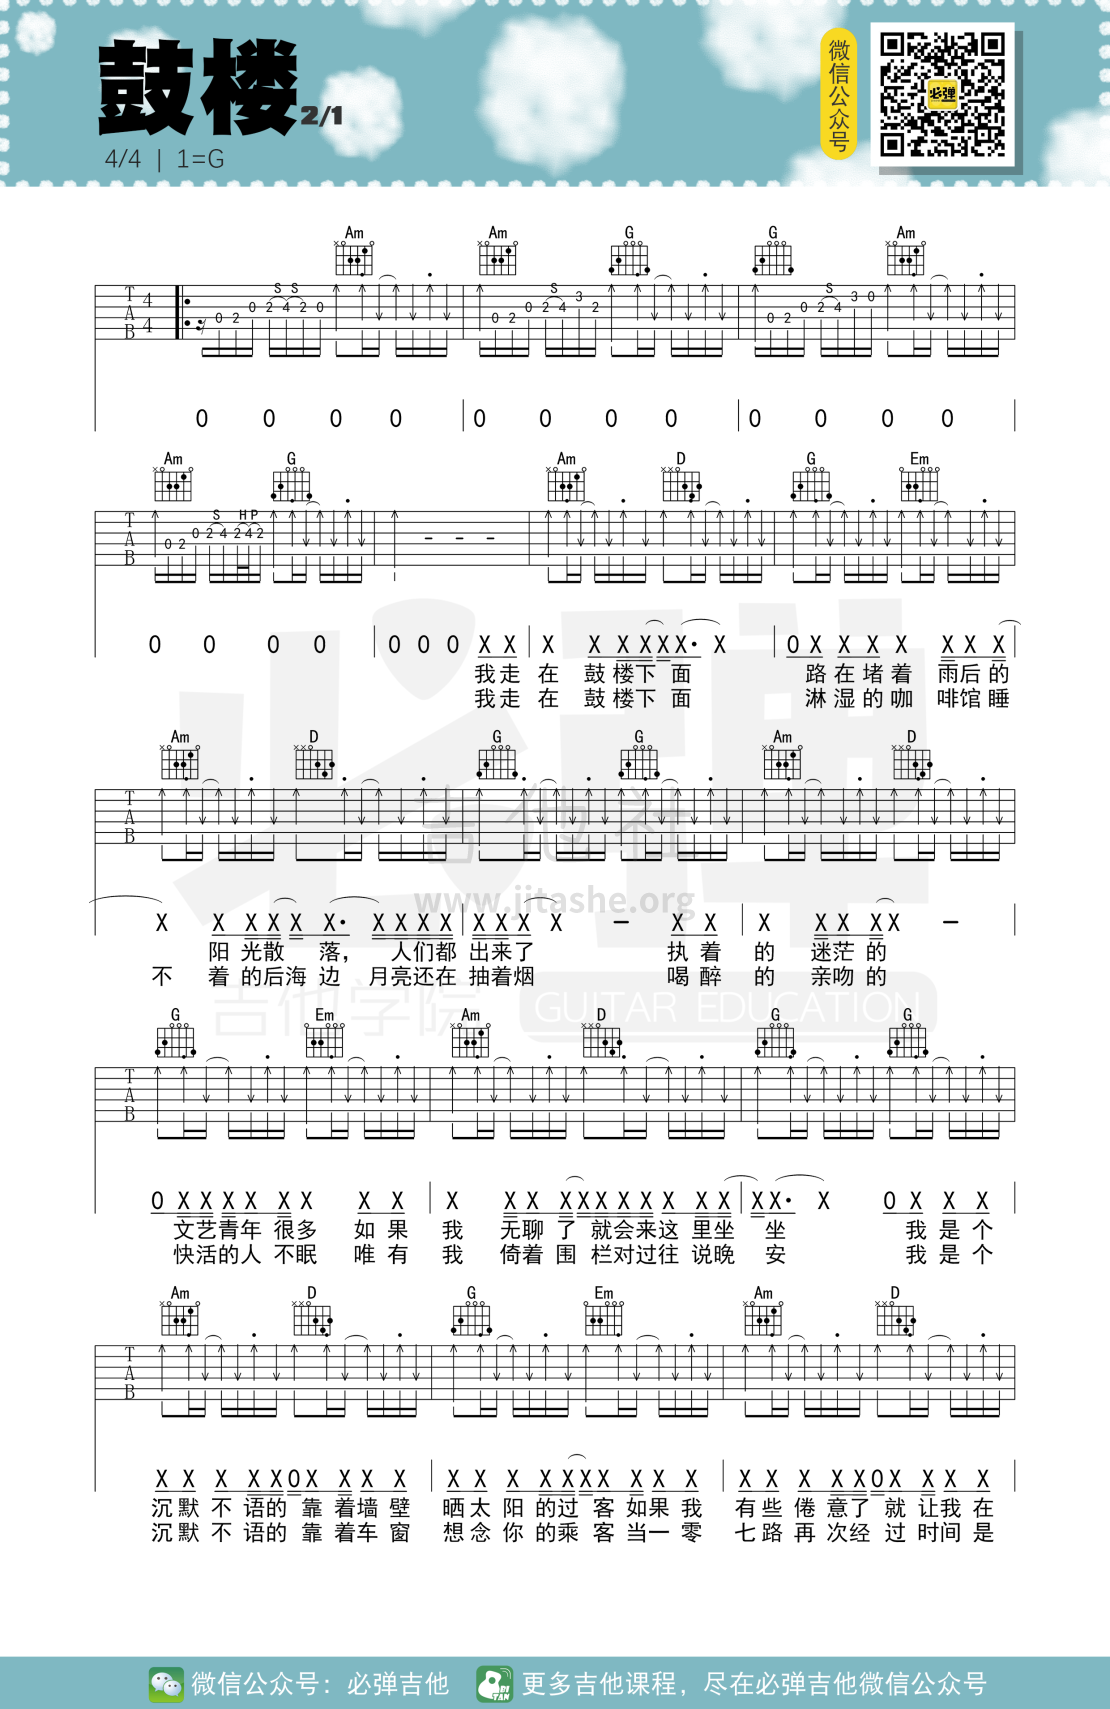 鼓楼 2/1
4/4 | 1=G
微信公众号
必弹
Am Am G G Am
T A B 4 4 0 2 0 2 4 2 0 S S 0 2 0 2 4 3 2 S 0 2 0 2 4 3 0 S
0 0 0 0 0 0 0 0 0 0 0 0
Am G Am D G Em
T A B 0 2 0 2 4 2 4 2 S H P - - -
0 0 0 0 0 0 0 X X X X X X X X· X 0 X X X X X X X
我走 在 鼓楼下 面 路在堵着 雨后的
我走 在 鼓楼下 面 淋湿的咖 啡馆睡
Am D G G Am D
T A B
X X X X X X X· X X X X X X X X - X X X X X X X -
阳光散 落， 人们都 出来了 执着 的 迷茫的
不 着的后海 边 月亮还在 抽着烟 喝醉 的 亲吻的
吉他社
www.jitashe.org
必弹
吉他学院 GUITAR EDUCATION
G Em Am D G G
T A B
0 X X X X X X X X X X X X X X X X X X X X X· X 0 X X X
文艺青年 很多 如果 我 无聊了 就会来这 里坐 坐 我是个
快活的人 不眠 唯有 我 倚着围 栏对过往 说晚 安 我是个
Am D G Em Am D
T A B
X X X X X 0 X X X X X X X X X X X X X X X X X X X 0 X X X X
沉默不语的 靠着墙壁 晒太阳的过 客如果我 有些倦意了 就让我在
沉默不语的 靠着车窗 想念你的乘 客当一零 七路再次经 过时间是
微信公众号：必弹吉他 更多吉他课程，尽在必弹吉他微信公众号